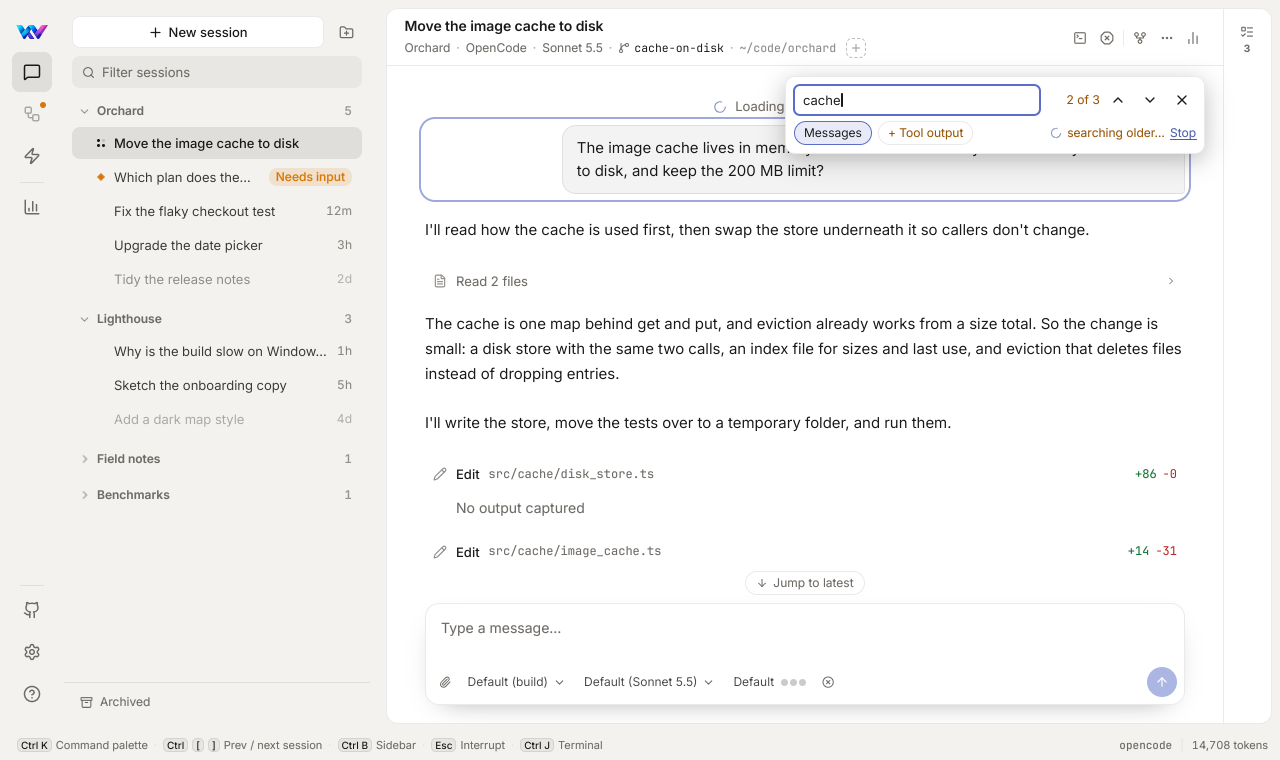 New session
Filter sessions
Orchard 5
Move the image cache to disk
Which plan does the... Needs input
Fix the flaky checkout test 12m
Upgrade the date picker 3h
Tidy the release notes 2d
Lighthouse 3
Why is the build slow on Window... 1h
Sketch the onboarding copy 5h
Add a dark map style 4d
Field notes 1
Benchmarks 1
Archived
Move the image cache to disk
Orchard · OpenCode · Sonnet 5.5 · cache-on-disk · ~/code/orchard
3
cache
2 of 3
Messages
+ Tool output
searching older... Stop
Loading
The image cache lives in
to disk, and keep the 200 MB limit?
I'll read how the cache is used first, then swap the store underneath it so callers don't change.
Read 2 files
The cache is one map behind get and put, and eviction already works from a size total. So the change is
small: a disk store with the same two calls, an index file for sizes and last use, and eviction that deletes files
instead of dropping entries.
I'll write the store, move the tests over to a temporary folder, and run them.
Edit src/cache/disk_store.ts +86 -0
No output captured
Edit src/cache/image_cache.ts +14 -31
Jump to latest
Type a message...
Default (build) Default (Sonnet 5.5) Default
Ctrl K Command palette Ctrl [ ] Prev / next session Ctrl B Sidebar Esc Interrupt Ctrl J Terminal
opencode 14,708 tokens